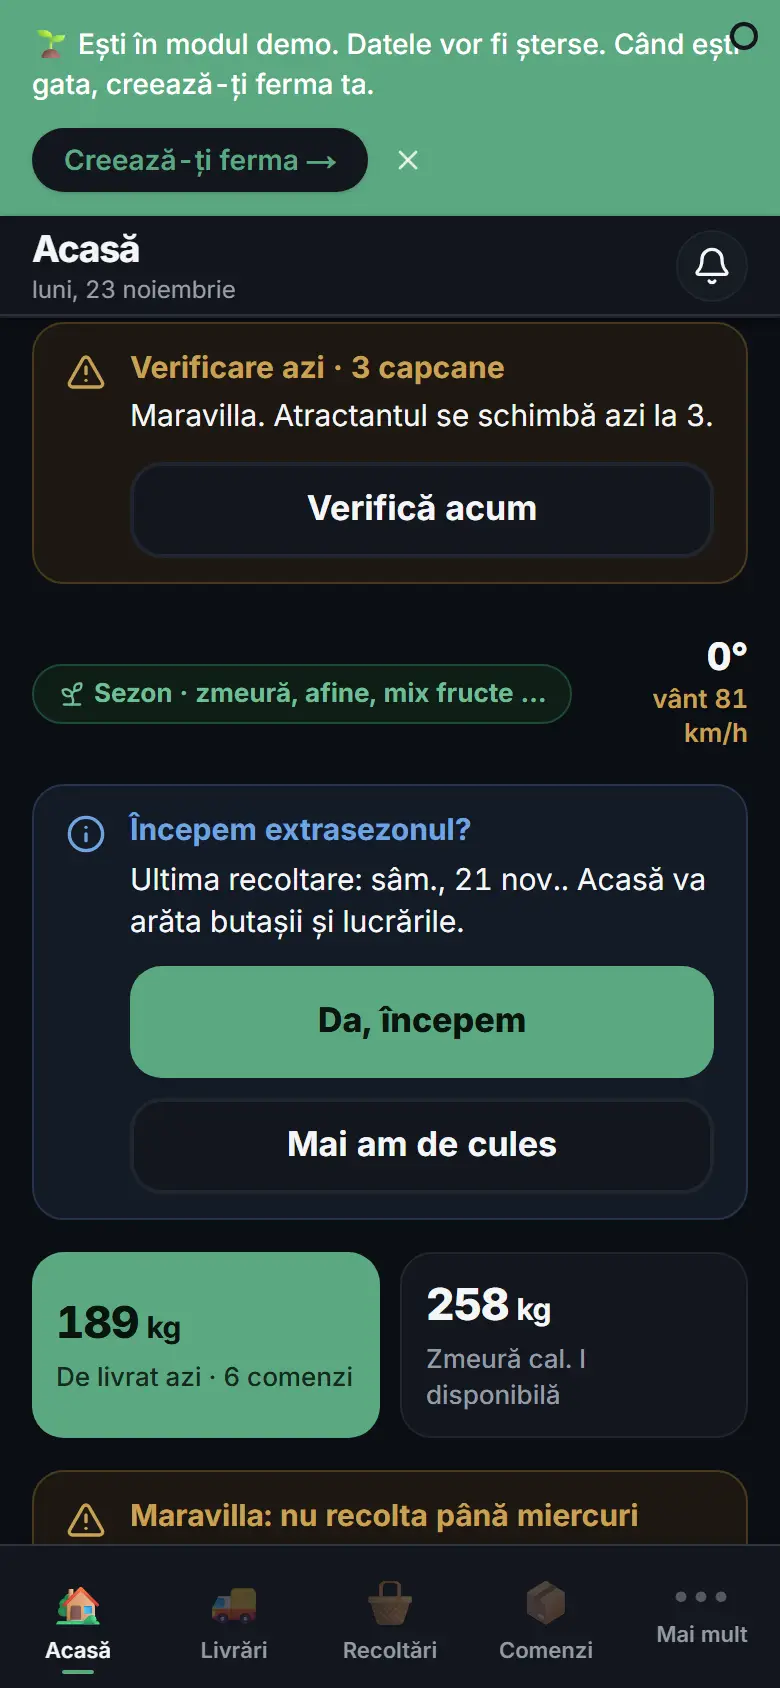 Ești în modul demo. Datele vor fi șterse. Când ești
gata, creează-ți ferma ta.
Creează-ți ferma →
Acasă
luni, 23 noiembrie
Verificare azi · 3 capcane
Maravilla. Atractantul se schimbă azi la 3.
Verifică acum
0°
Sezon · zmeură, afine, mix fructe ...
vânt 81
km/h
Începem extrasezonul?
Ultima recoltare: sâm., 21 nov.. Acasă va
arăta butașii și lucrările.
Da, începem
Mai am de cules
189 kg
De livrat azi · 6 comenzi
258 kg
Zmeură cal. I
disponibilă
Maravilla: nu recolta până miercuri
Acasă
Livrări
Recoltări
Comenzi
Mai mult